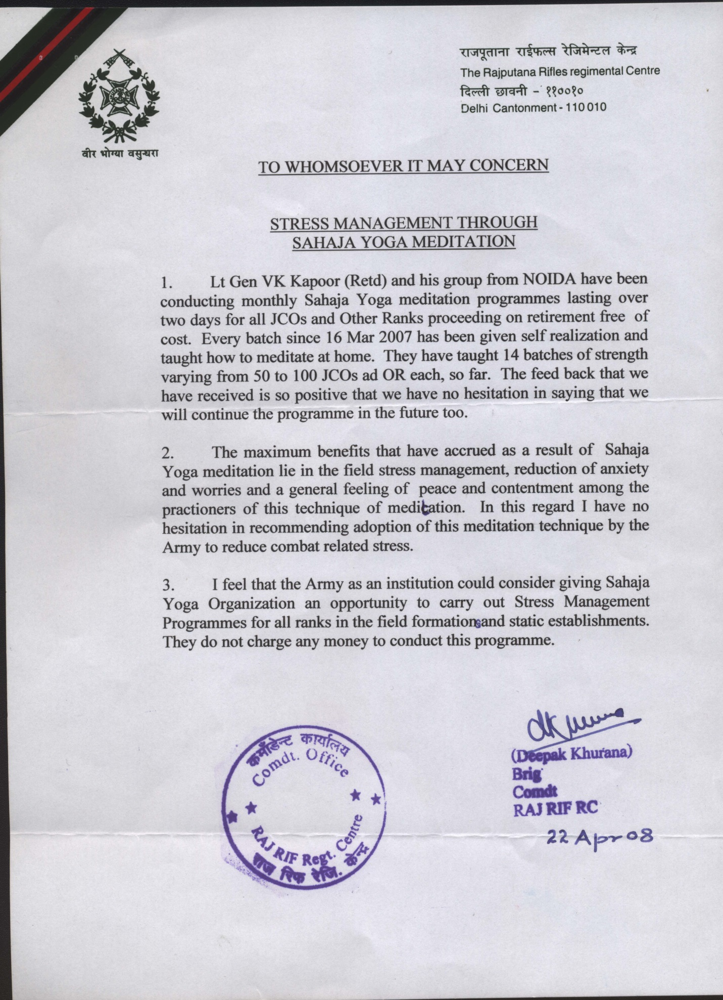 राजपूताना राईफल्स रेजिमेन्टल केन्द्र
The Rajputana Rifles regimental Centre
दिल्ली छावनी - ११००१०
Delhi Cantonment - 110 010
RAJPUTANA RIFLES
वीर भोग्या वसुन्धरा
TO WHOMSOEVER IT MAY CONCERN
STRESS MANAGEMENT THROUGH
SAHAJA YOGA MEDITATION
1. Lt Gen VK Kapoor (Retd) and his group from NOIDA have been
conducting monthly Sahaja Yoga meditation programmes lasting over
two days for all JCOs and Other Ranks proceeding on retirement free of
cost. Every batch since 16 Mar 2007 has been given self realization and
taught how to meditate at home. They have taught 14 batches of strength
varying from 50 to 100 JCOs ad OR each, so far. The feed back that we
have received is so positive that we have no hesitation in saying that we
will continue the programme in the future too.
2. The maximum benefits that have accrued as a result of Sahaja
Yoga meditation lie in the field stress management, reduction of anxiety
and worries and a general feeling of peace and contentment among the
practioners of this technique of meditation. In this regard I have no
hesitation in recommending adoption of this meditation technique by the
Army to reduce combat related stress.
3. I feel that the Army as an institution could consider giving Sahaja
Yoga Organization an opportunity to carry out Stress Management
Programmes for all ranks in the field formations and static establishments.
They do not charge any money to conduct this programme.
कमाँडेन्ट कार्यालय
Comdt. Office
RAJ RIF Regt. Centre
राज रिफ रेजि. केन्द्र
(Deepak Khurana)
Brig
Comdt
RAJ RIF RC
22 Apr 08